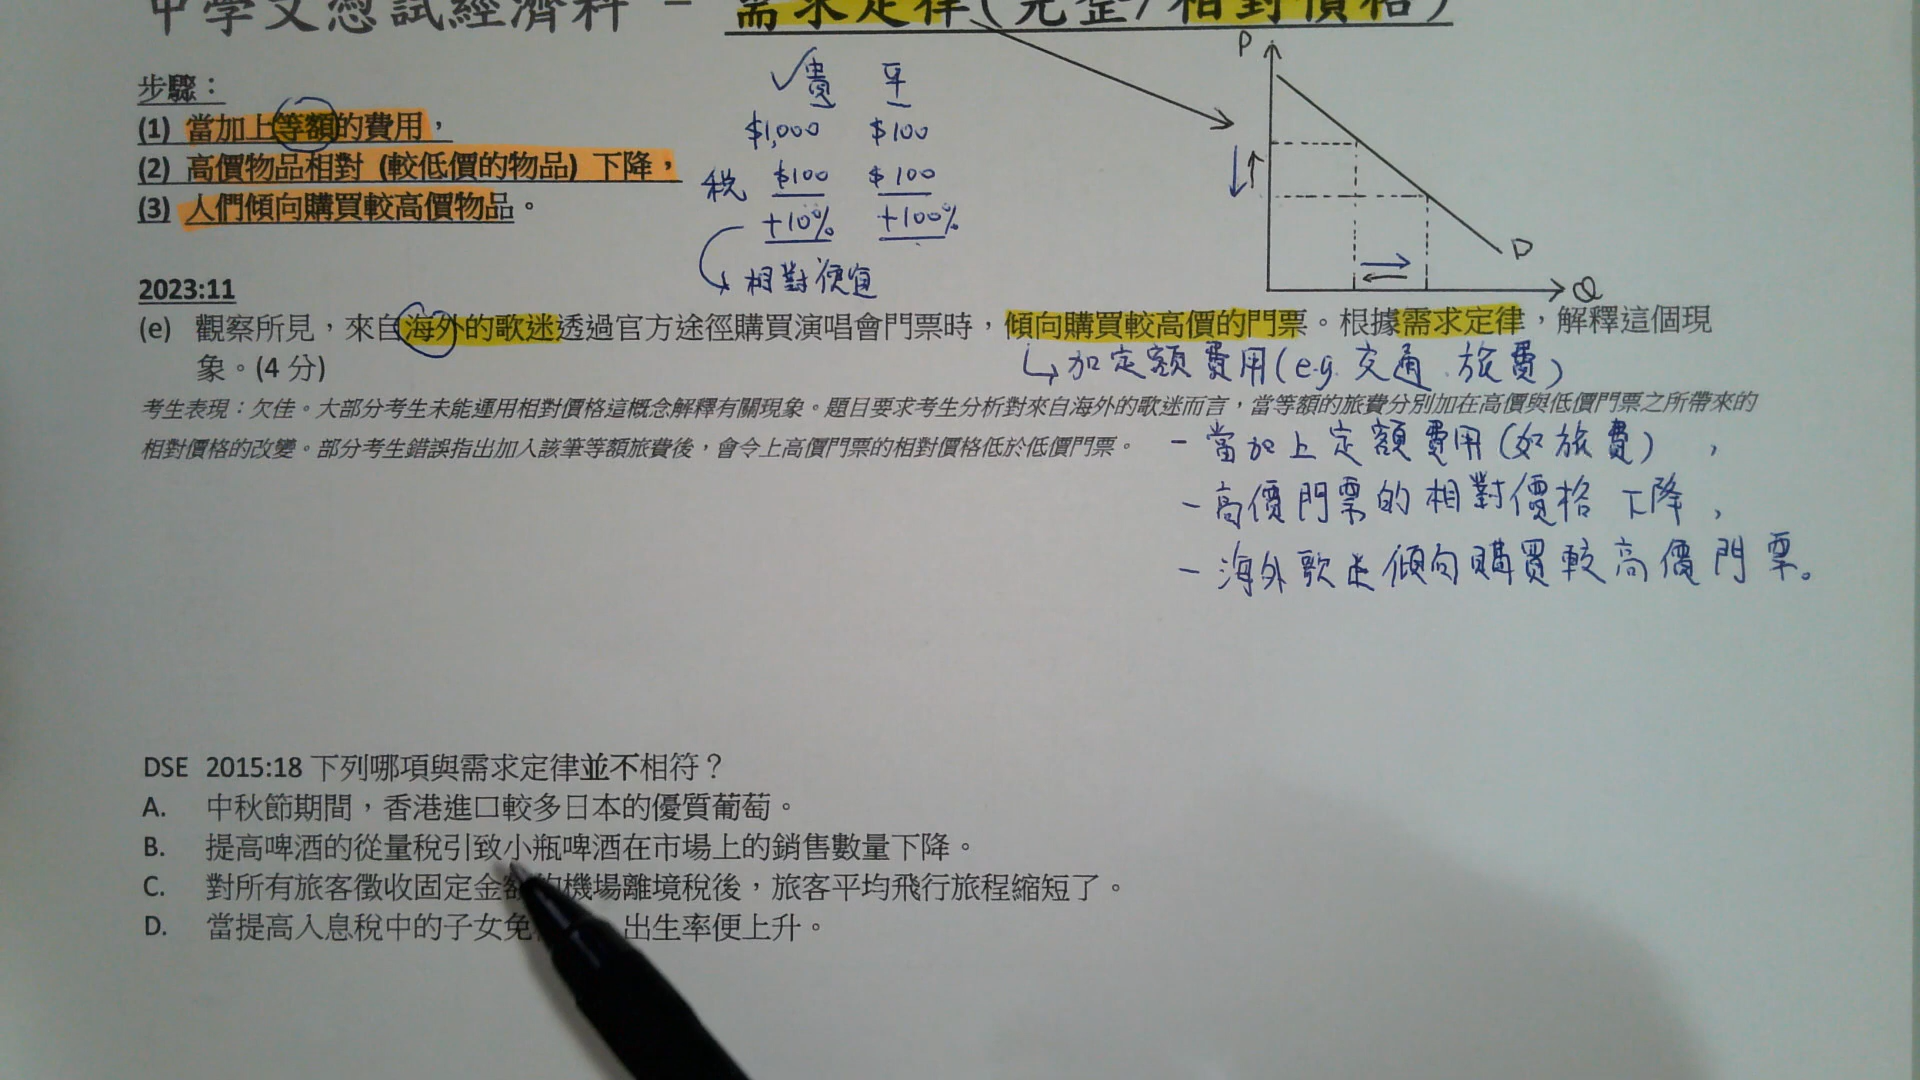 中學文憑試經濟科 – 需求定律(完整/相對價格)
步驟：
(1) 當加上等額的費用，
(2) 高價物品相對 (較低價的物品) 下降，
(3) 人們傾向購買較高價物品。
✓貴 平
$1,000 $100
稅 $100 $100
+10% +100%
相對便宜
P
D
Q
2023:11
(e) 觀察所見，來自海外的歌迷透過官方途徑購買演唱會門票時，傾向購買較高價的門票。根據需求定律，解釋這個現
象。(4 分)
加定額費用(e.g. 交通、旅費)
考生表現：欠佳。大部分考生未能運用相對價格這概念解釋有關現象。題目要求考生分析對來自海外的歌迷而言，當等額的旅費分別加在高價與低價門票之所帶來的
相對價格的改變。部分考生錯誤指出加入該筆等額旅費後，會令上高價門票的相對價格低於低價門票。
- 當加上定額費用(如旅費)，
- 高價門票的相對價格下降，
- 海外歌迷傾向購買較高價門票。
DSE 2015:18 下列哪項與需求定律並不相符？
A. 中秋節期間，香港進口較多日本的優質葡萄。
B. 提高啤酒的從量稅引致小瓶啤酒在市場上的銷售數量下降。
C. 對所有旅客徵收固定金額的機場離境稅後，旅客平均飛行旅程縮短了。
D. 當提高入息稅中的子女免 出生率便上升。